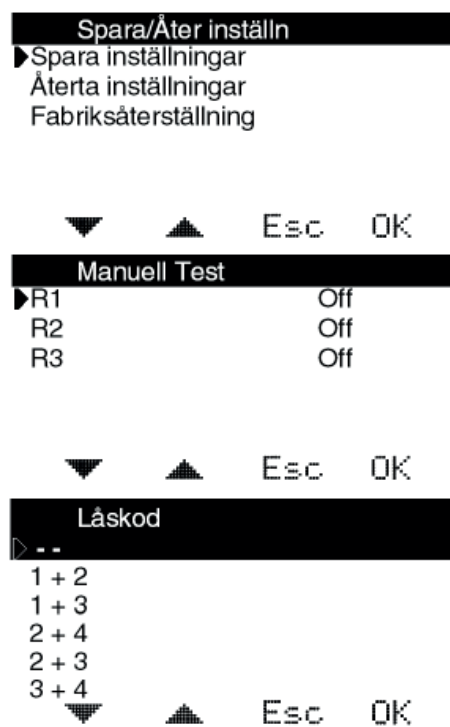 Spara/Åter inställn
Spara inställningar
Återta inställningar
Fabriksåterställning
Esc OK
Manuell Test
R1 Off
R2 Off
R3 Off
Esc OK
Låskod
- -
1 + 2
1 + 3
2 + 4
2 + 3
3 + 4
Esc OK